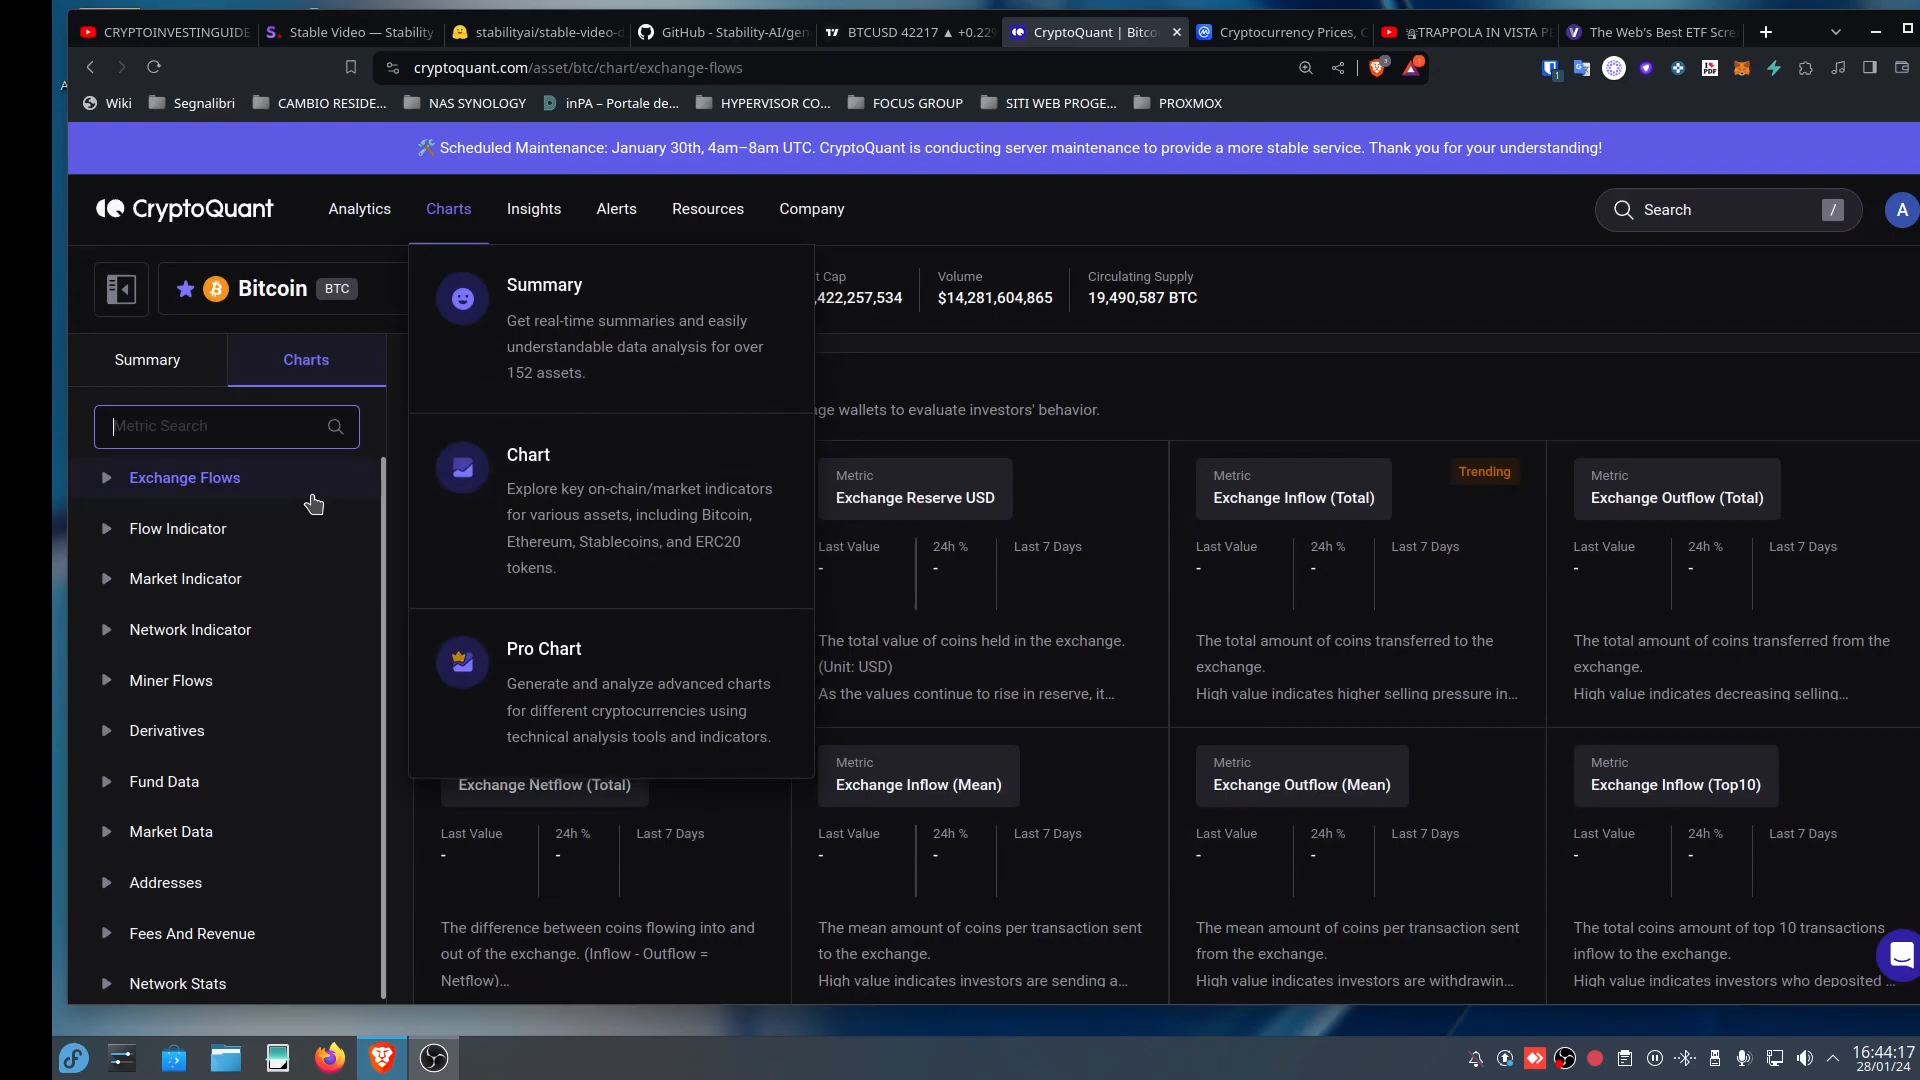 CRYPTOINVESTINGUIDE
Stable Video — Stability
stabilityai/stable-video-d
GitHub - Stability-AI/gen
BTCUSD 42217 ▲ +0.22%
CryptoQuant | Bitco
Cryptocurrency Prices, C
TRAPPOLA IN VISTA PE
The Web's Best ETF Scre
cryptoquant.com/asset/btc/chart/exchange-flows
Wiki
Segnalibri
CAMBIO RESIDE...
NAS SYNOLOGY
inPA – Portale de...
HYPERVISOR CO...
FOCUS GROUP
SITI WEB PROGE...
PROXMOX
Scheduled Maintenance: January 30th, 4am–8am UTC. CryptoQuant is conducting server maintenance to provide a more stable service. Thank you for your understanding!
CryptoQuant
Analytics
Charts
Insights
Alerts
Resources
Company
Search
/
A
Bitcoin BTC
t Cap
,422,257,534
Volume
$14,281,604,865
Circulating Supply
19,490,587 BTC
Summary
Charts
Metric Search
Exchange Flows
Flow Indicator
Market Indicator
Network Indicator
Miner Flows
Derivatives
Fund Data
Market Data
Addresses
Fees And Revenue
Network Stats
Summary
Get real-time summaries and easily
understandable data analysis for over
152 assets.
Chart
Explore key on-chain/market indicators
for various assets, including Bitcoin,
Ethereum, Stablecoins, and ERC20
tokens.
Pro Chart
Generate and analyze advanced charts
for different cryptocurrencies using
technical analysis tools and indicators.
ge wallets to evaluate investors' behavior.
Metric
Exchange Reserve USD
Last Value
-
24h %
-
Last 7 Days
The total value of coins held in the exchange.
(Unit: USD)
As the values continue to rise in reserve, it...
Metric
Exchange Inflow (Total)
Trending
Last Value
-
24h %
-
Last 7 Days
The total amount of coins transferred to the
exchange.
High value indicates higher selling pressure in...
Metric
Exchange Outflow (Total)
Last Value
-
24h %
-
Last 7 Days
The total amount of coins transferred from the
exchange.
High value indicates decreasing selling...
Exchange Netflow (Total)
Last Value
-
24h %
-
Last 7 Days
The difference between coins flowing into and
out of the exchange. (Inflow - Outflow =
Netflow)...
Metric
Exchange Inflow (Mean)
Last Value
-
24h %
-
Last 7 Days
The mean amount of coins per transaction sent
to the exchange.
High value indicates investors are sending a...
Metric
Exchange Outflow (Mean)
Last Value
-
24h %
-
Last 7 Days
The mean amount of coins per transaction sent
from the exchange.
High value indicates investors are withdrawin...
Metric
Exchange Inflow (Top10)
Last Value
-
24h %
-
Last 7 Days
The total coins amount of top 10 transactions
inflow to the exchange.
High value indicates investors who deposited ...
16:44:17
28/01/24